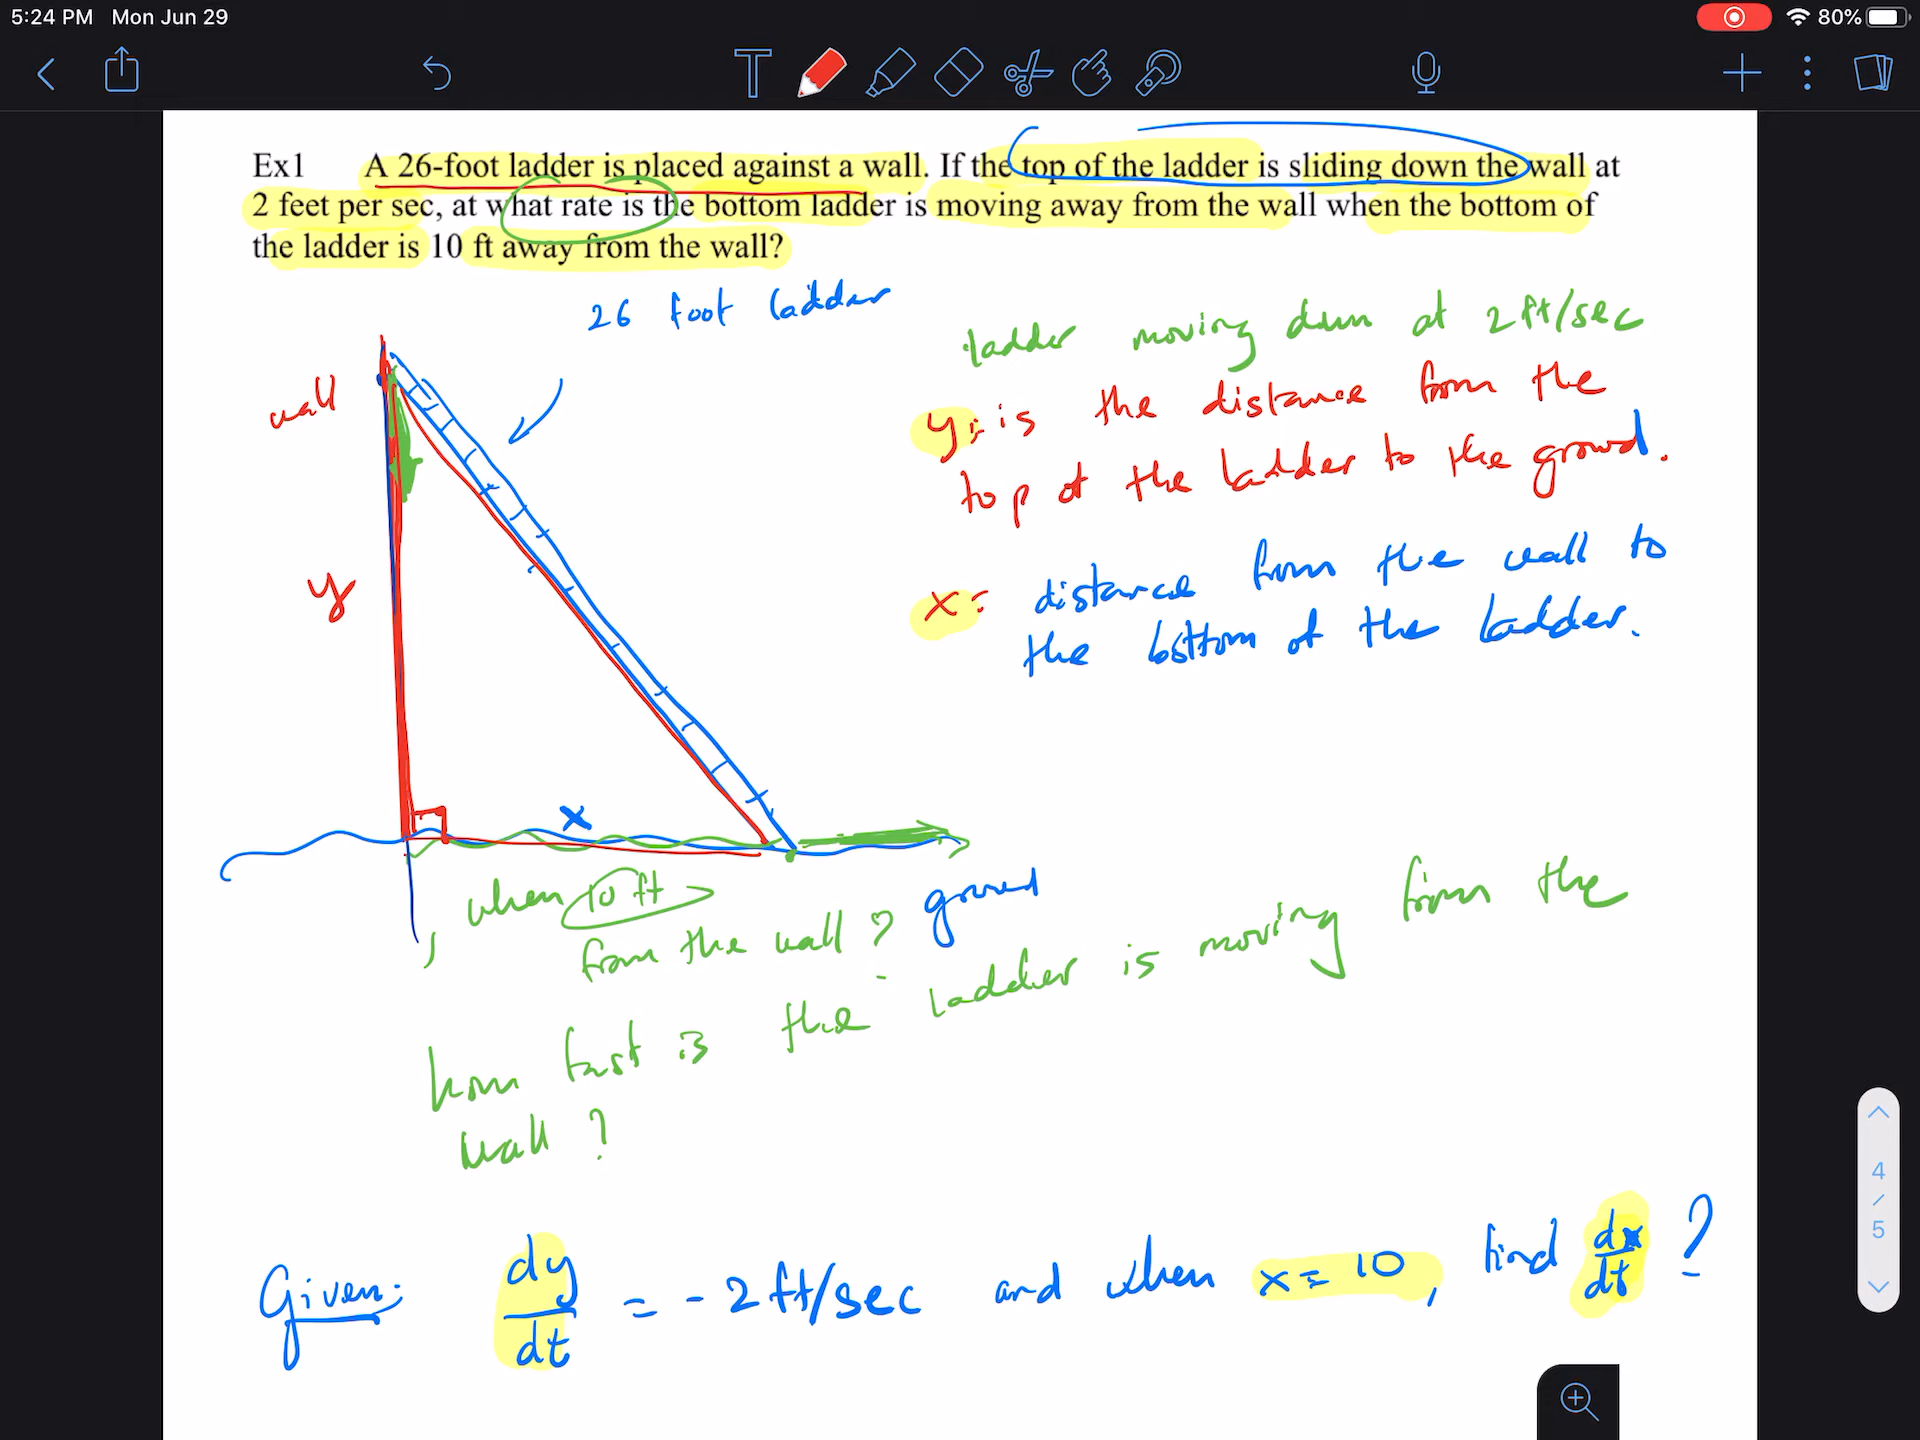 5:24 PM Mon Jun 29
80%
T
Ex1 A 26-foot ladder is placed against a wall. If the top of the ladder is sliding down the wall at
2 feet per sec, at what rate is the bottom ladder is moving away from the wall when the bottom of
the ladder is 10 ft away from the wall?
26 foot ladder
ladder moving down at 2 ft/sec
wall
y: is the distance from the
top of the ladder to the ground.
y
x = distance from the wall to
the bottom of the ladder.
x
, when 10 ft
from the wall?
ground
how fast is the ladder is moving from the
wall?
4
/
5
Given: dy/dt = -2 ft/sec and when x = 10, find dx/dt ?